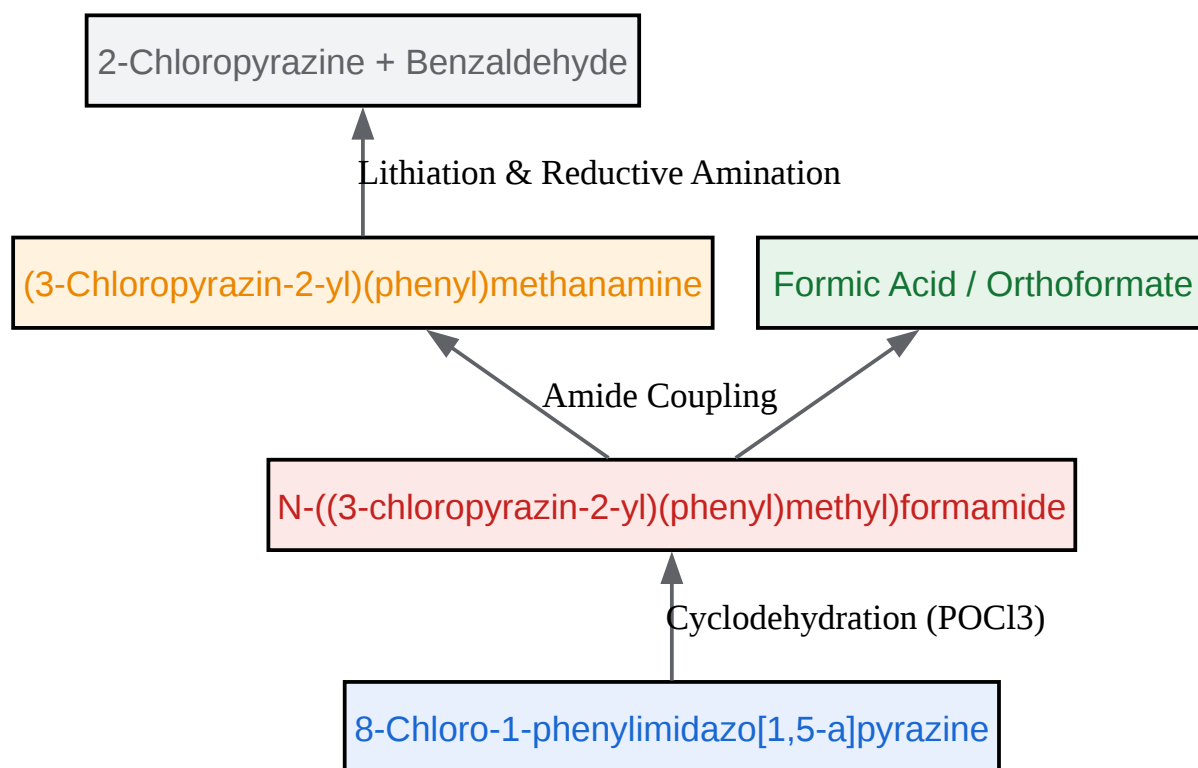 2-Chloropyrazine + Benzaldehyde
Lithiation & Reductive Amination
(3-Chloropyrazin-2-yl)(phenyl)methanamine
Formic Acid / Orthoformate
Amide Coupling
N-((3-chloropyrazin-2-yl)(phenyl)methyl)formamide
Cyclodehydration (POCl3)
8-Chloro-1-phenylimidazo[1,5-a]pyrazine